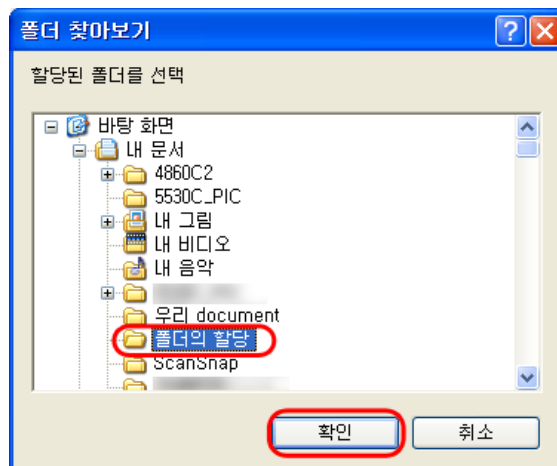 폴더 찾아보기
할당된 폴더를 선택
바탕 화면
내 문서
4860C2
5530C_PIC
내 그림
내 비디오
내 음악
우리 document
폴더의 할당
ScanSnap
확인 취소